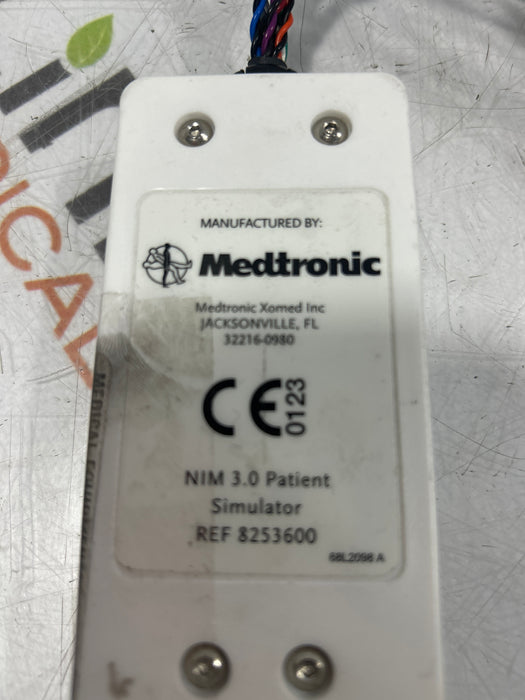 MANUFACTURED BY:
Medtronic
Medtronic Xomed Inc
JACKSONVILLE, FL
32216-0980
CE 0123
NIM 3.0 Patient
Simulator
REF 8253600
68L2098 A